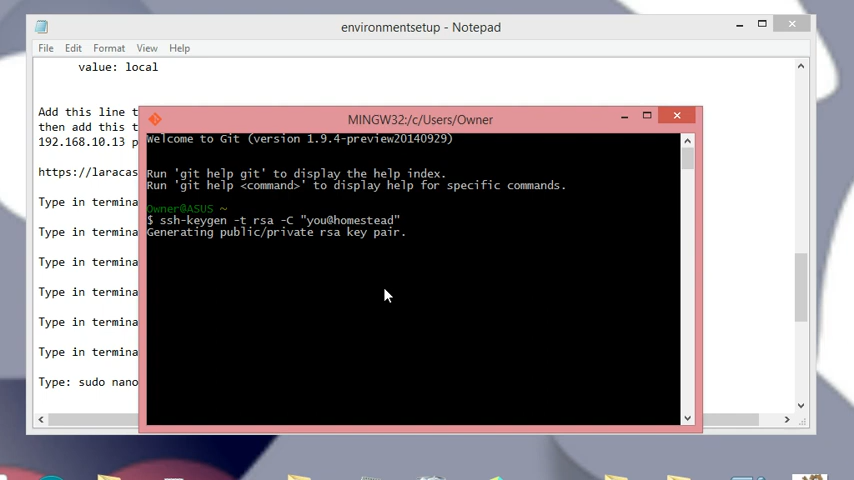 environmentsetup - Notepad
File Edit Format View Help
value: local
Add this line t
then add this t
192.168.10.13 p
https://laracas
Type in termina
Type in termina
Type in termina
Type in termina
Type in termina
Type in termina
Type: sudo nano
MINGW32:/c/Users/Owner
Welcome to Git (version 1.9.4-preview20140929)
Run 'git help git' to display the help index.
Run 'git help <command>' to display help for specific commands.
Owner@ASUS ~
$ ssh-keygen -t rsa -C "you@homestead"
Generating public/private rsa key pair.